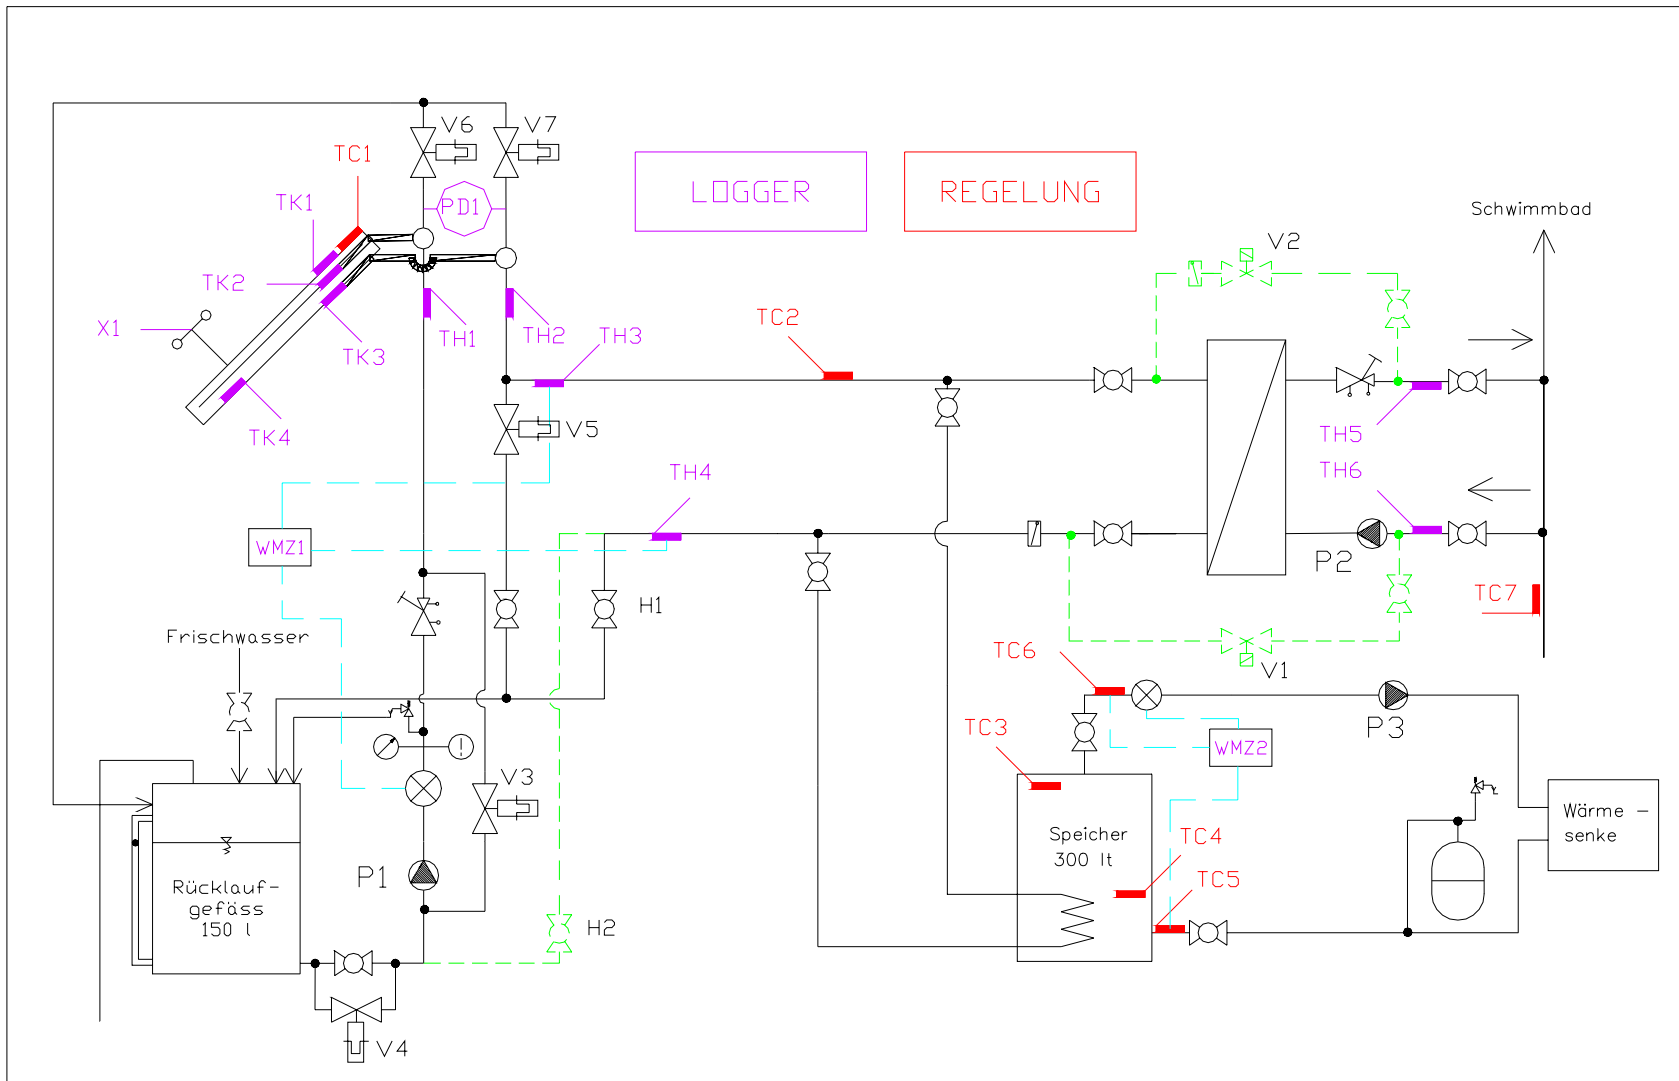 V6
V7
TC1
LOGGER
REGELUNG
TK1
PD1
Schwimmbad
V2
TK2
X1
TH1
TH2
TH3
TC2
TK3
TK4
V5
TH5
TH4
TH6
WMZ1
P2
TC7
H1
Frischwasser
TC6
V1
TC3
P3
WMZ2
V3
Speicher
300 lt
TC4
Wärme -
senke
P1
TC5
Rücklauf-
gefäss
150 l
H2
V4